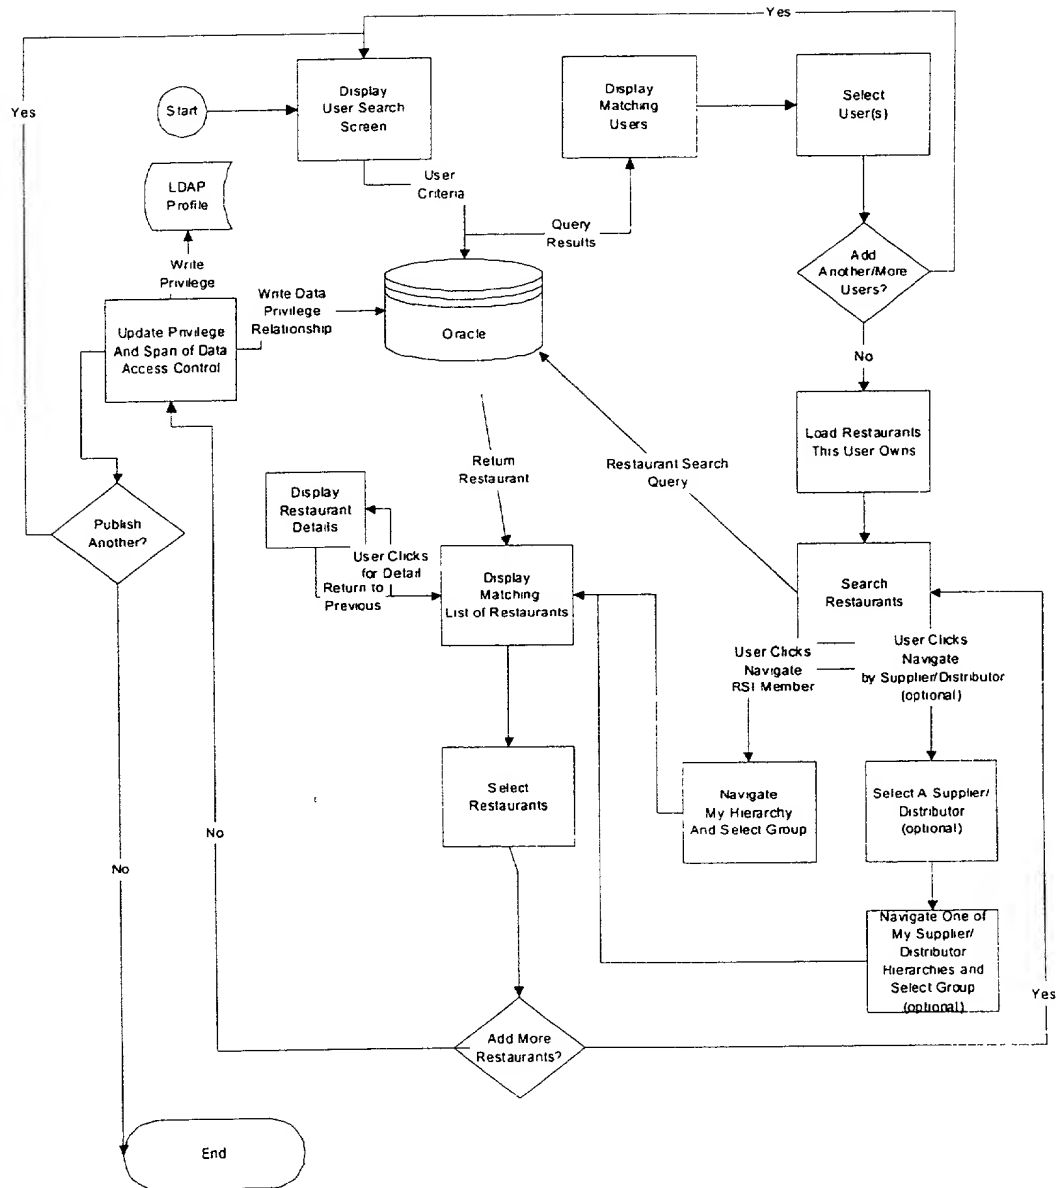 Yes
Yes
Start
Display
User Search
Screen
Display
Matching
Users
Select
User(s)
LDAP
Profile
User
Criteria
Query
Results
Add
Another/More
Users?
Write
Privilege
Write Data
Privilege
Relationship
Update Privilege
And Span of Data
Access Control
Oracle
No
Load Restaurants
This User Owns
Return
Restaurant
Restaurant Search
Query
Display
Restaurant
Details
Publish
Another?
User Clicks
for Detail
Return to
Previous
Display
Matching
List of Restaurants
Search
Restaurants
User Clicks
Navigate
RSI Member
User Clicks
Navigate
by Supplier/Distributor
(optional)
Select
Restaurants
Navigate
My Hierarchy
And Select Group
Select A Supplier/
Distributor
(optional)
No
No
Navigate One of
My Supplier/
Distributor
Hierarchies and
Select Group
(optional)
Yes
Add More
Restaurants?
End